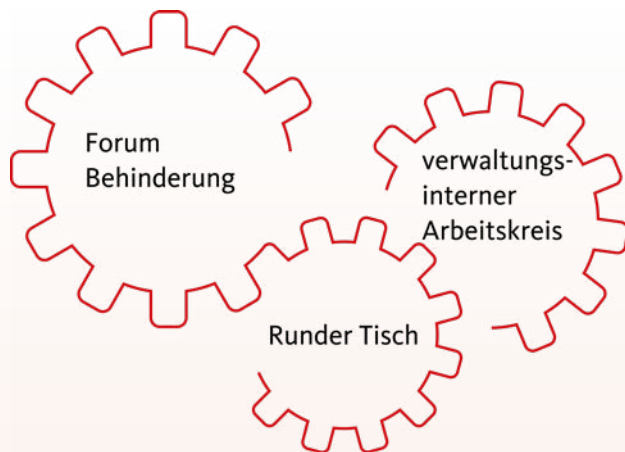 Forum
Behinderung
verwaltungs-
interner
Arbeitskreis
Runder Tisch